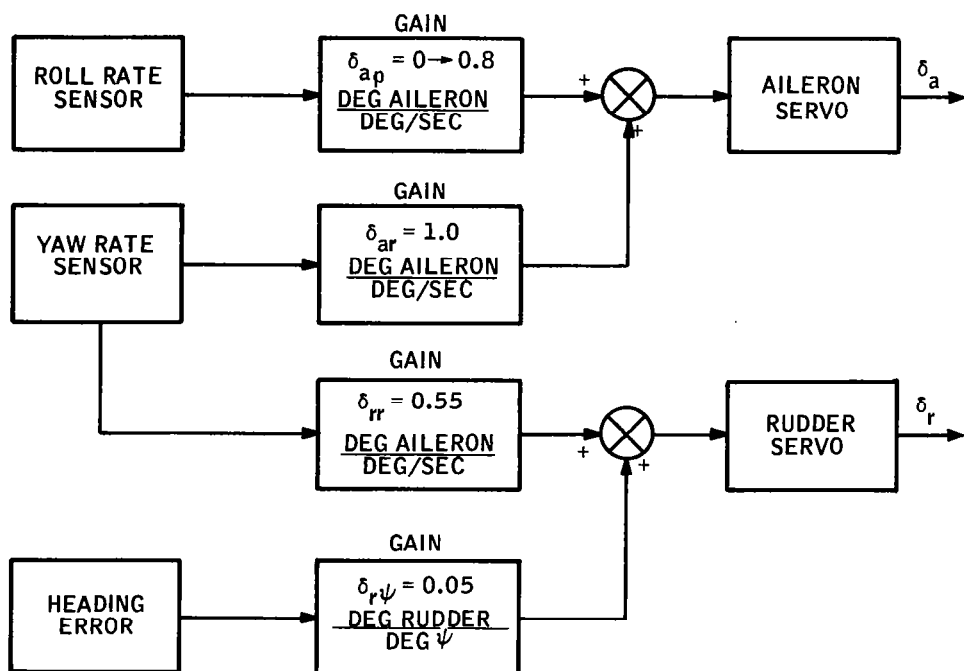 GAIN
ROLL RATE
SENSOR
δap = 0→0.8
DEG AILERON
DEG/SEC
+
+
AILERON
SERVO
δa
GAIN
YAW RATE
SENSOR
δar = 1.0
DEG AILERON
DEG/SEC
GAIN
δrr = 0.55
DEG AILERON
DEG/SEC
+
+
RUDDER
SERVO
δr
GAIN
HEADING
ERROR
δrψ = 0.05
DEG RUDDER
DEG ψ